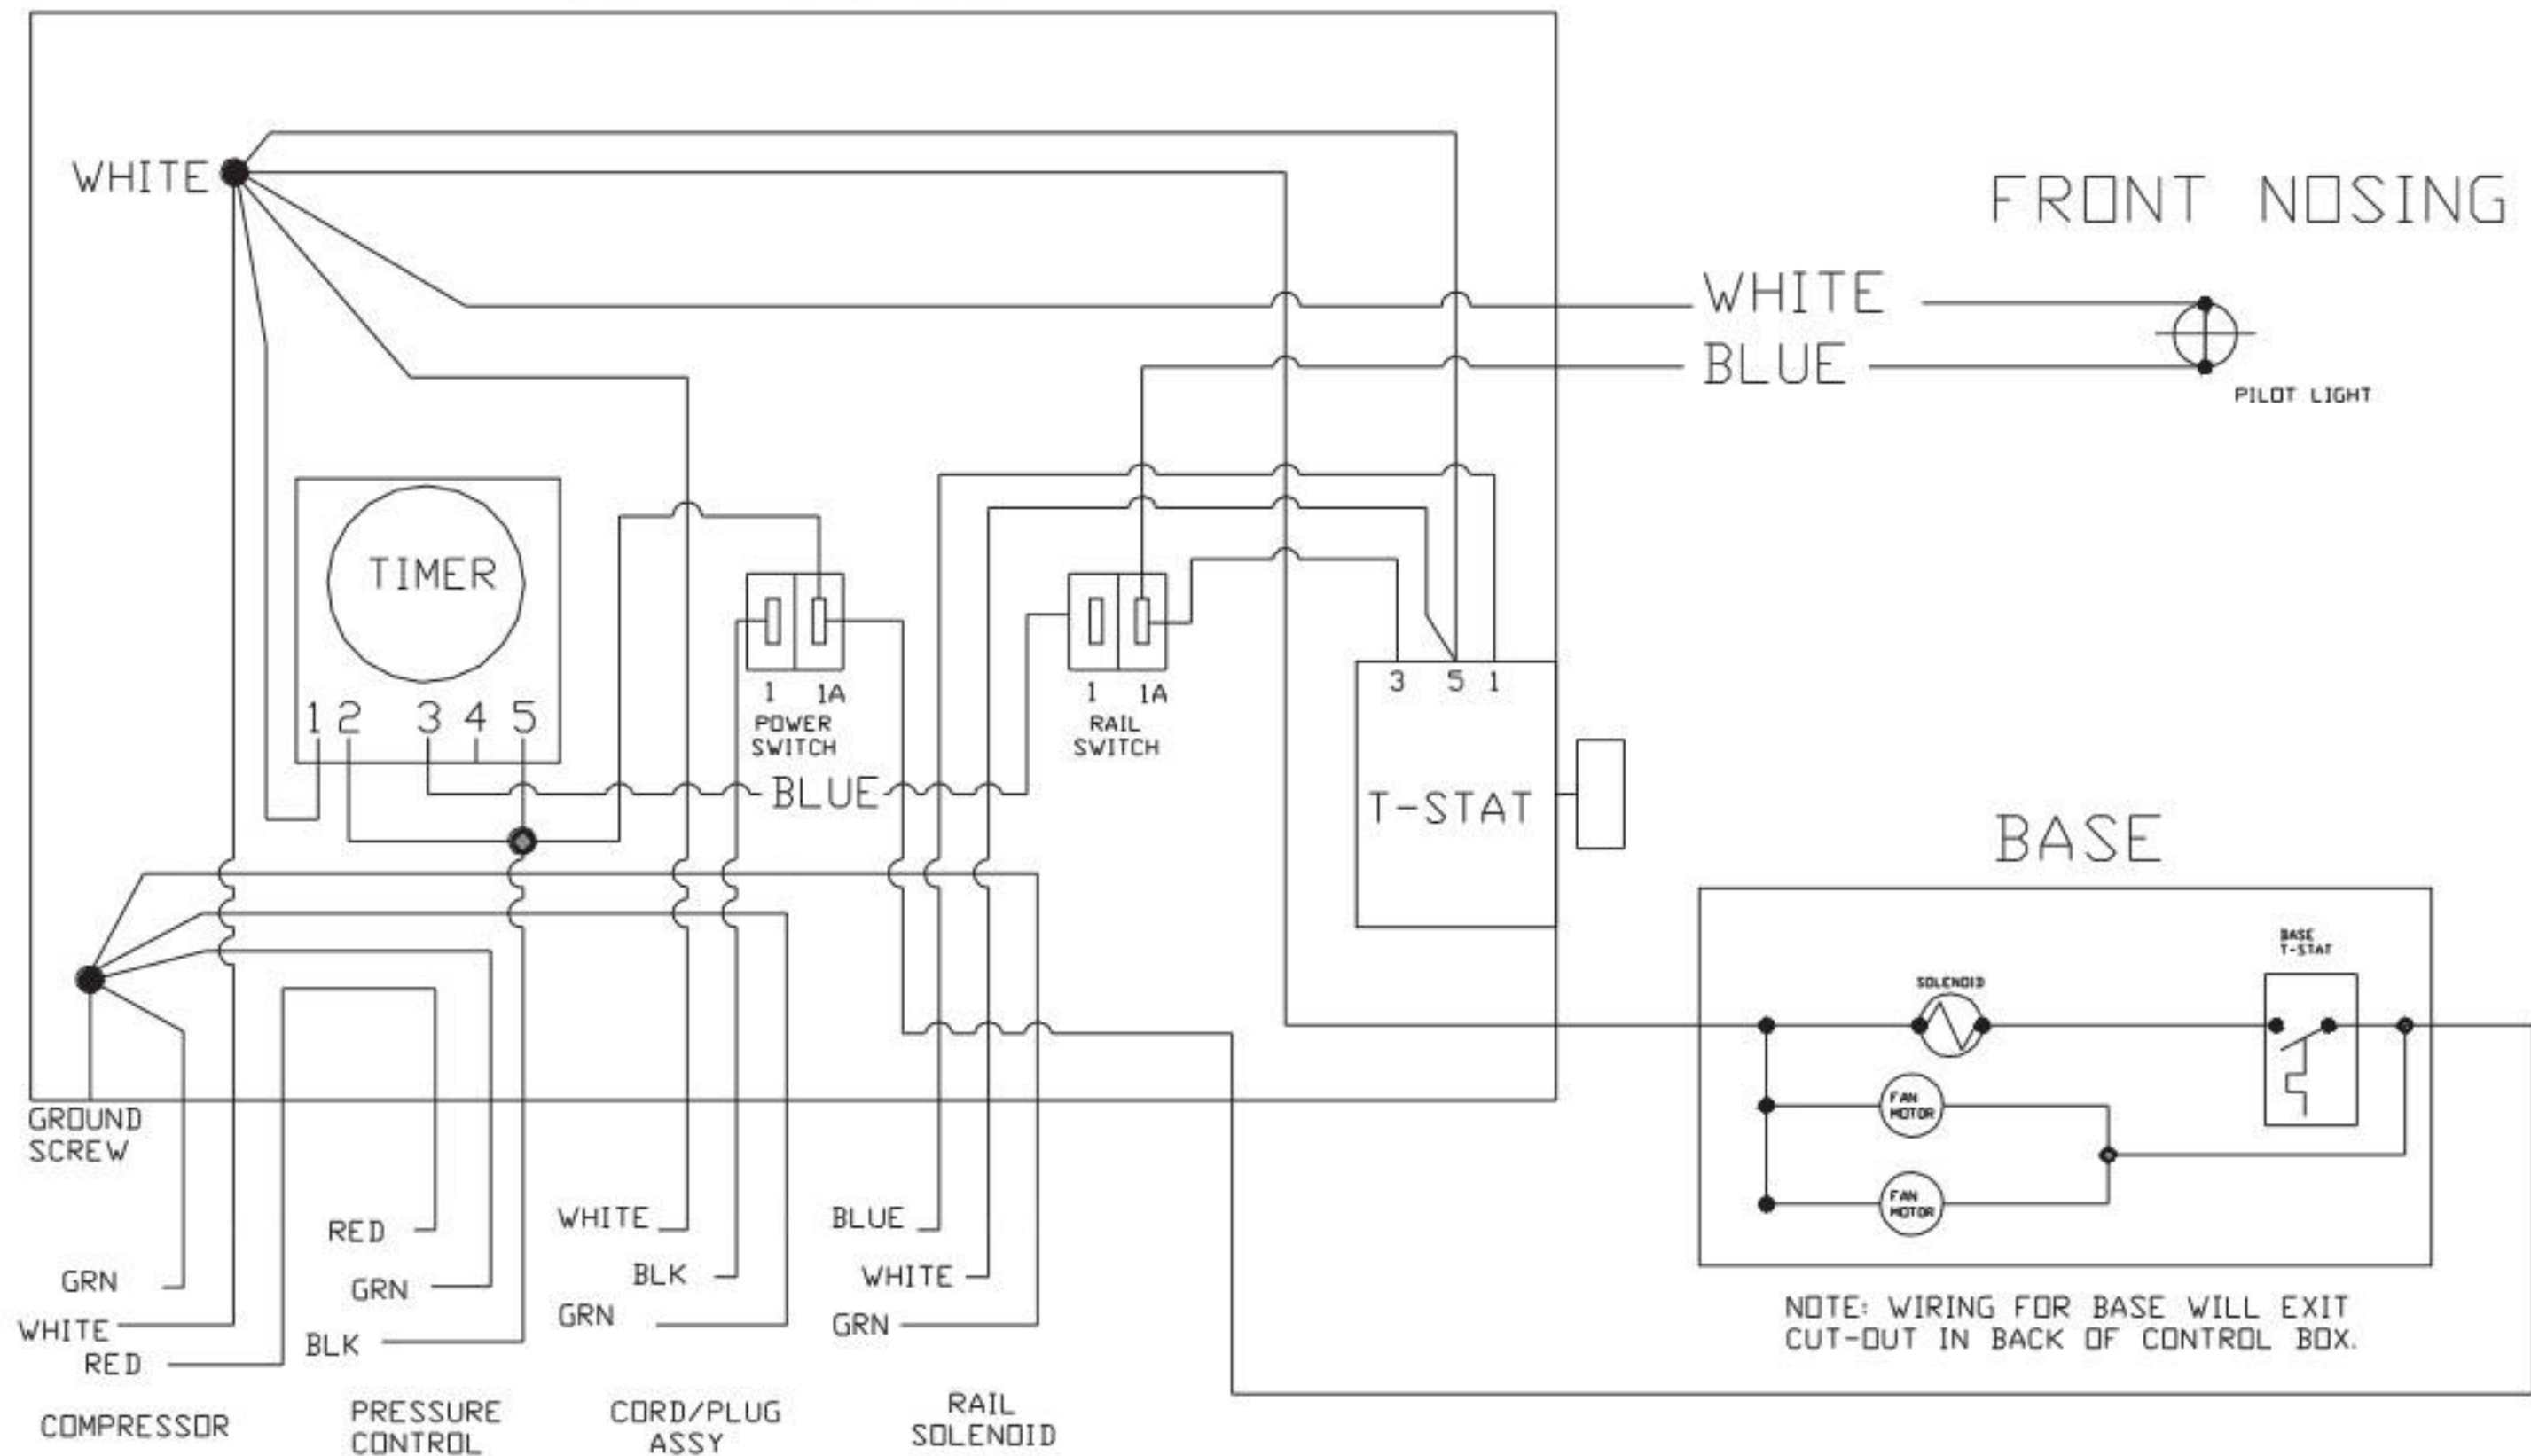 WHITE
FRONT NOSING
WHITE
BLUE
PILOT LIGHT
TIMER
1 2 3 4 5
1 1A
POWER
SWITCH
1 1A
RAIL
SWITCH
3 5 1
BLUE
T-STAT
BASE
BASE
T-STAT
SOLENOID
FAN
MOTOR
FAN
MOTOR
GROUND
SCREW
GRN
WHITE
RED
COMPRESSOR
RED
GRN
BLK
PRESSURE
CONTROL
WHITE
BLK
GRN
CORD/PLUG
ASSY
BLUE
WHITE
GRN
RAIL
SOLENOID
NOTE: WIRING FOR BASE WILL EXIT
CUT-OUT IN BACK OF CONTROL BOX.